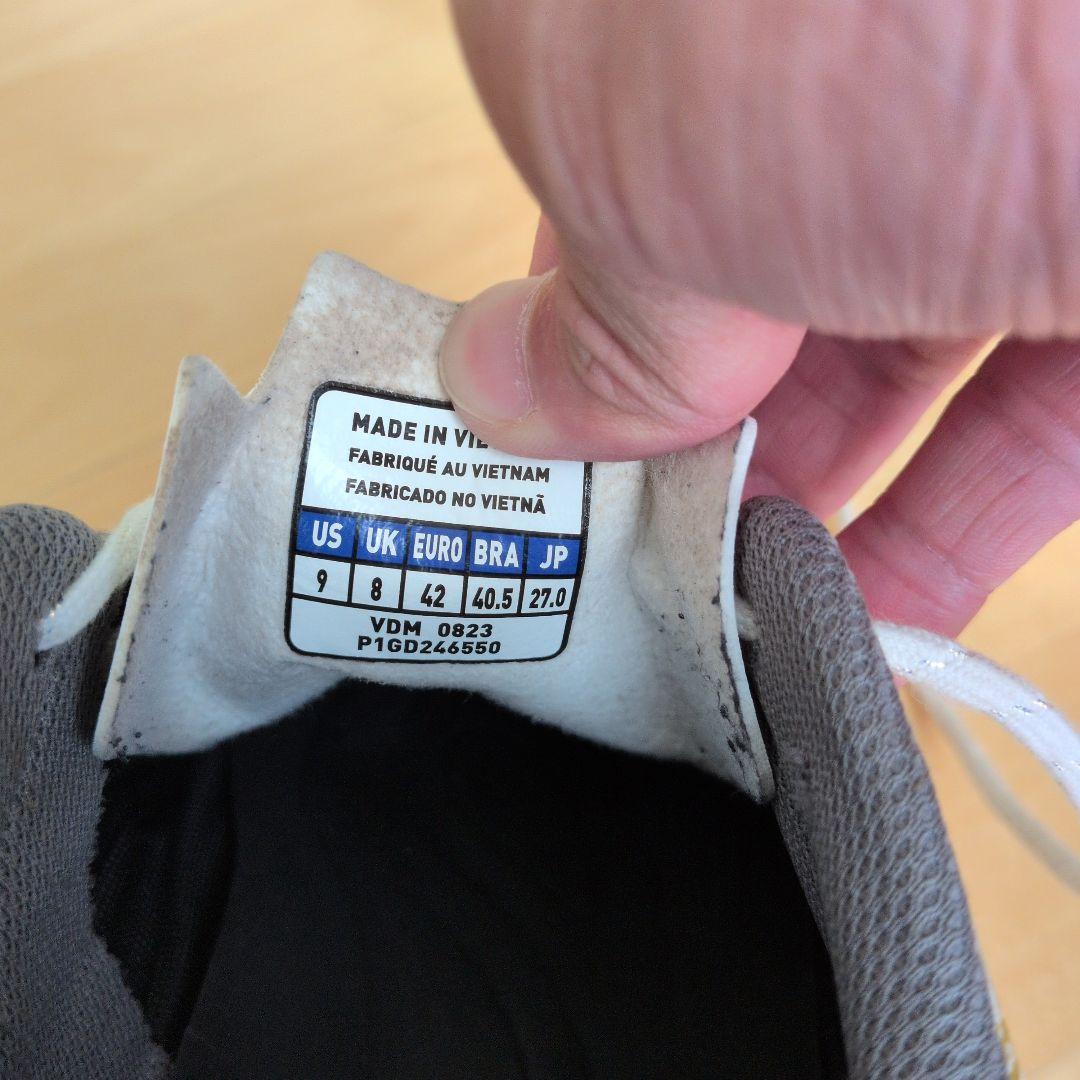 MADE IN
FABRIQUÉ AU VIETNAM
FABRICADO NO VIETNÃ
US UK EURO BRA JP
9 8 42 40.5 27.0
VDM 0823
P1GD246550